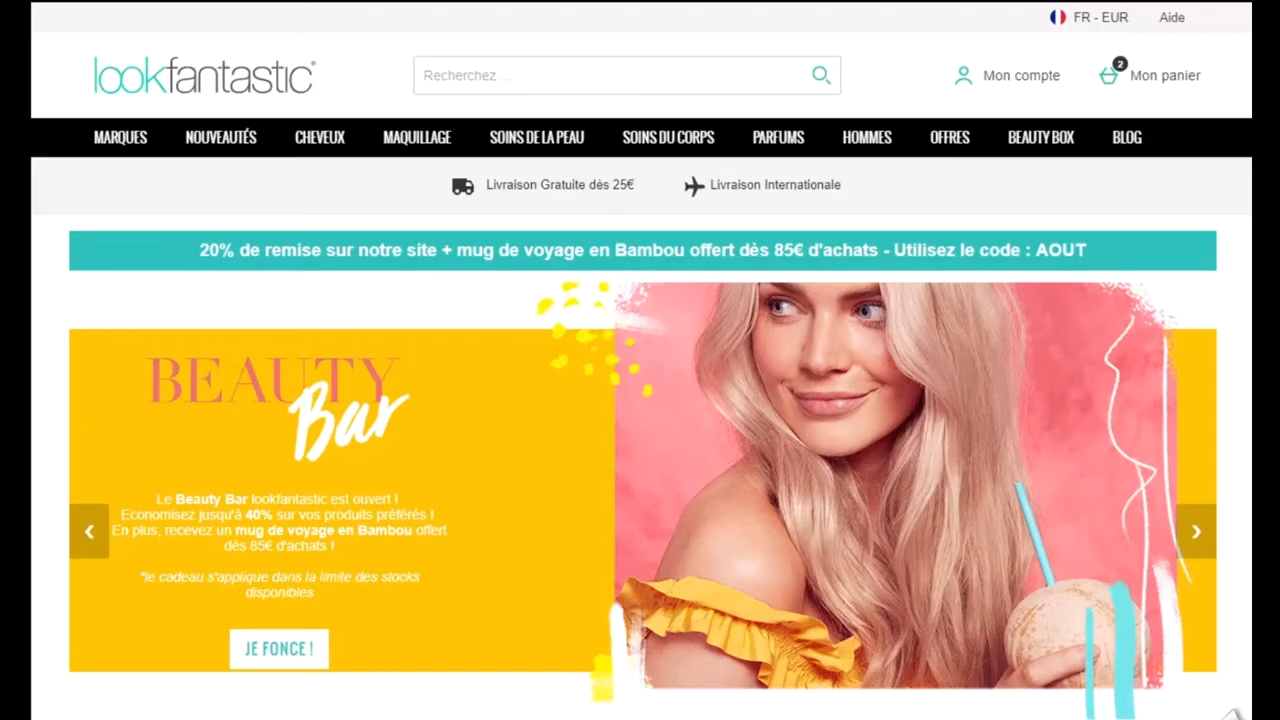 FR - EUR
Aide
lookfantastic®
Recherchez ...
2
Mon compte
Mon panier
MARQUES
NOUVEAUTÉS
CHEVEUX
MAQUILLAGE
SOINS DE LA PEAU
SOINS DU CORPS
PARFUMS
HOMMES
OFFRES
BEAUTY BOX
BLOG
Livraison Gratuite dès 25€
Livraison Internationale
20% de remise sur notre site + mug de voyage en Bambou offert dès 85€ d'achats - Utilisez le code : AOUT
BEAUTY
Bar
Le Beauty Bar lookfantastic est ouvert !
Economisez jusqu'à 40% sur vos produits préférés !
En plus, recevez un mug de voyage en Bambou offert
dès 85€ d'achats !
*le cadeau s'applique dans la limite des stocks
disponibles
JE FONCE !